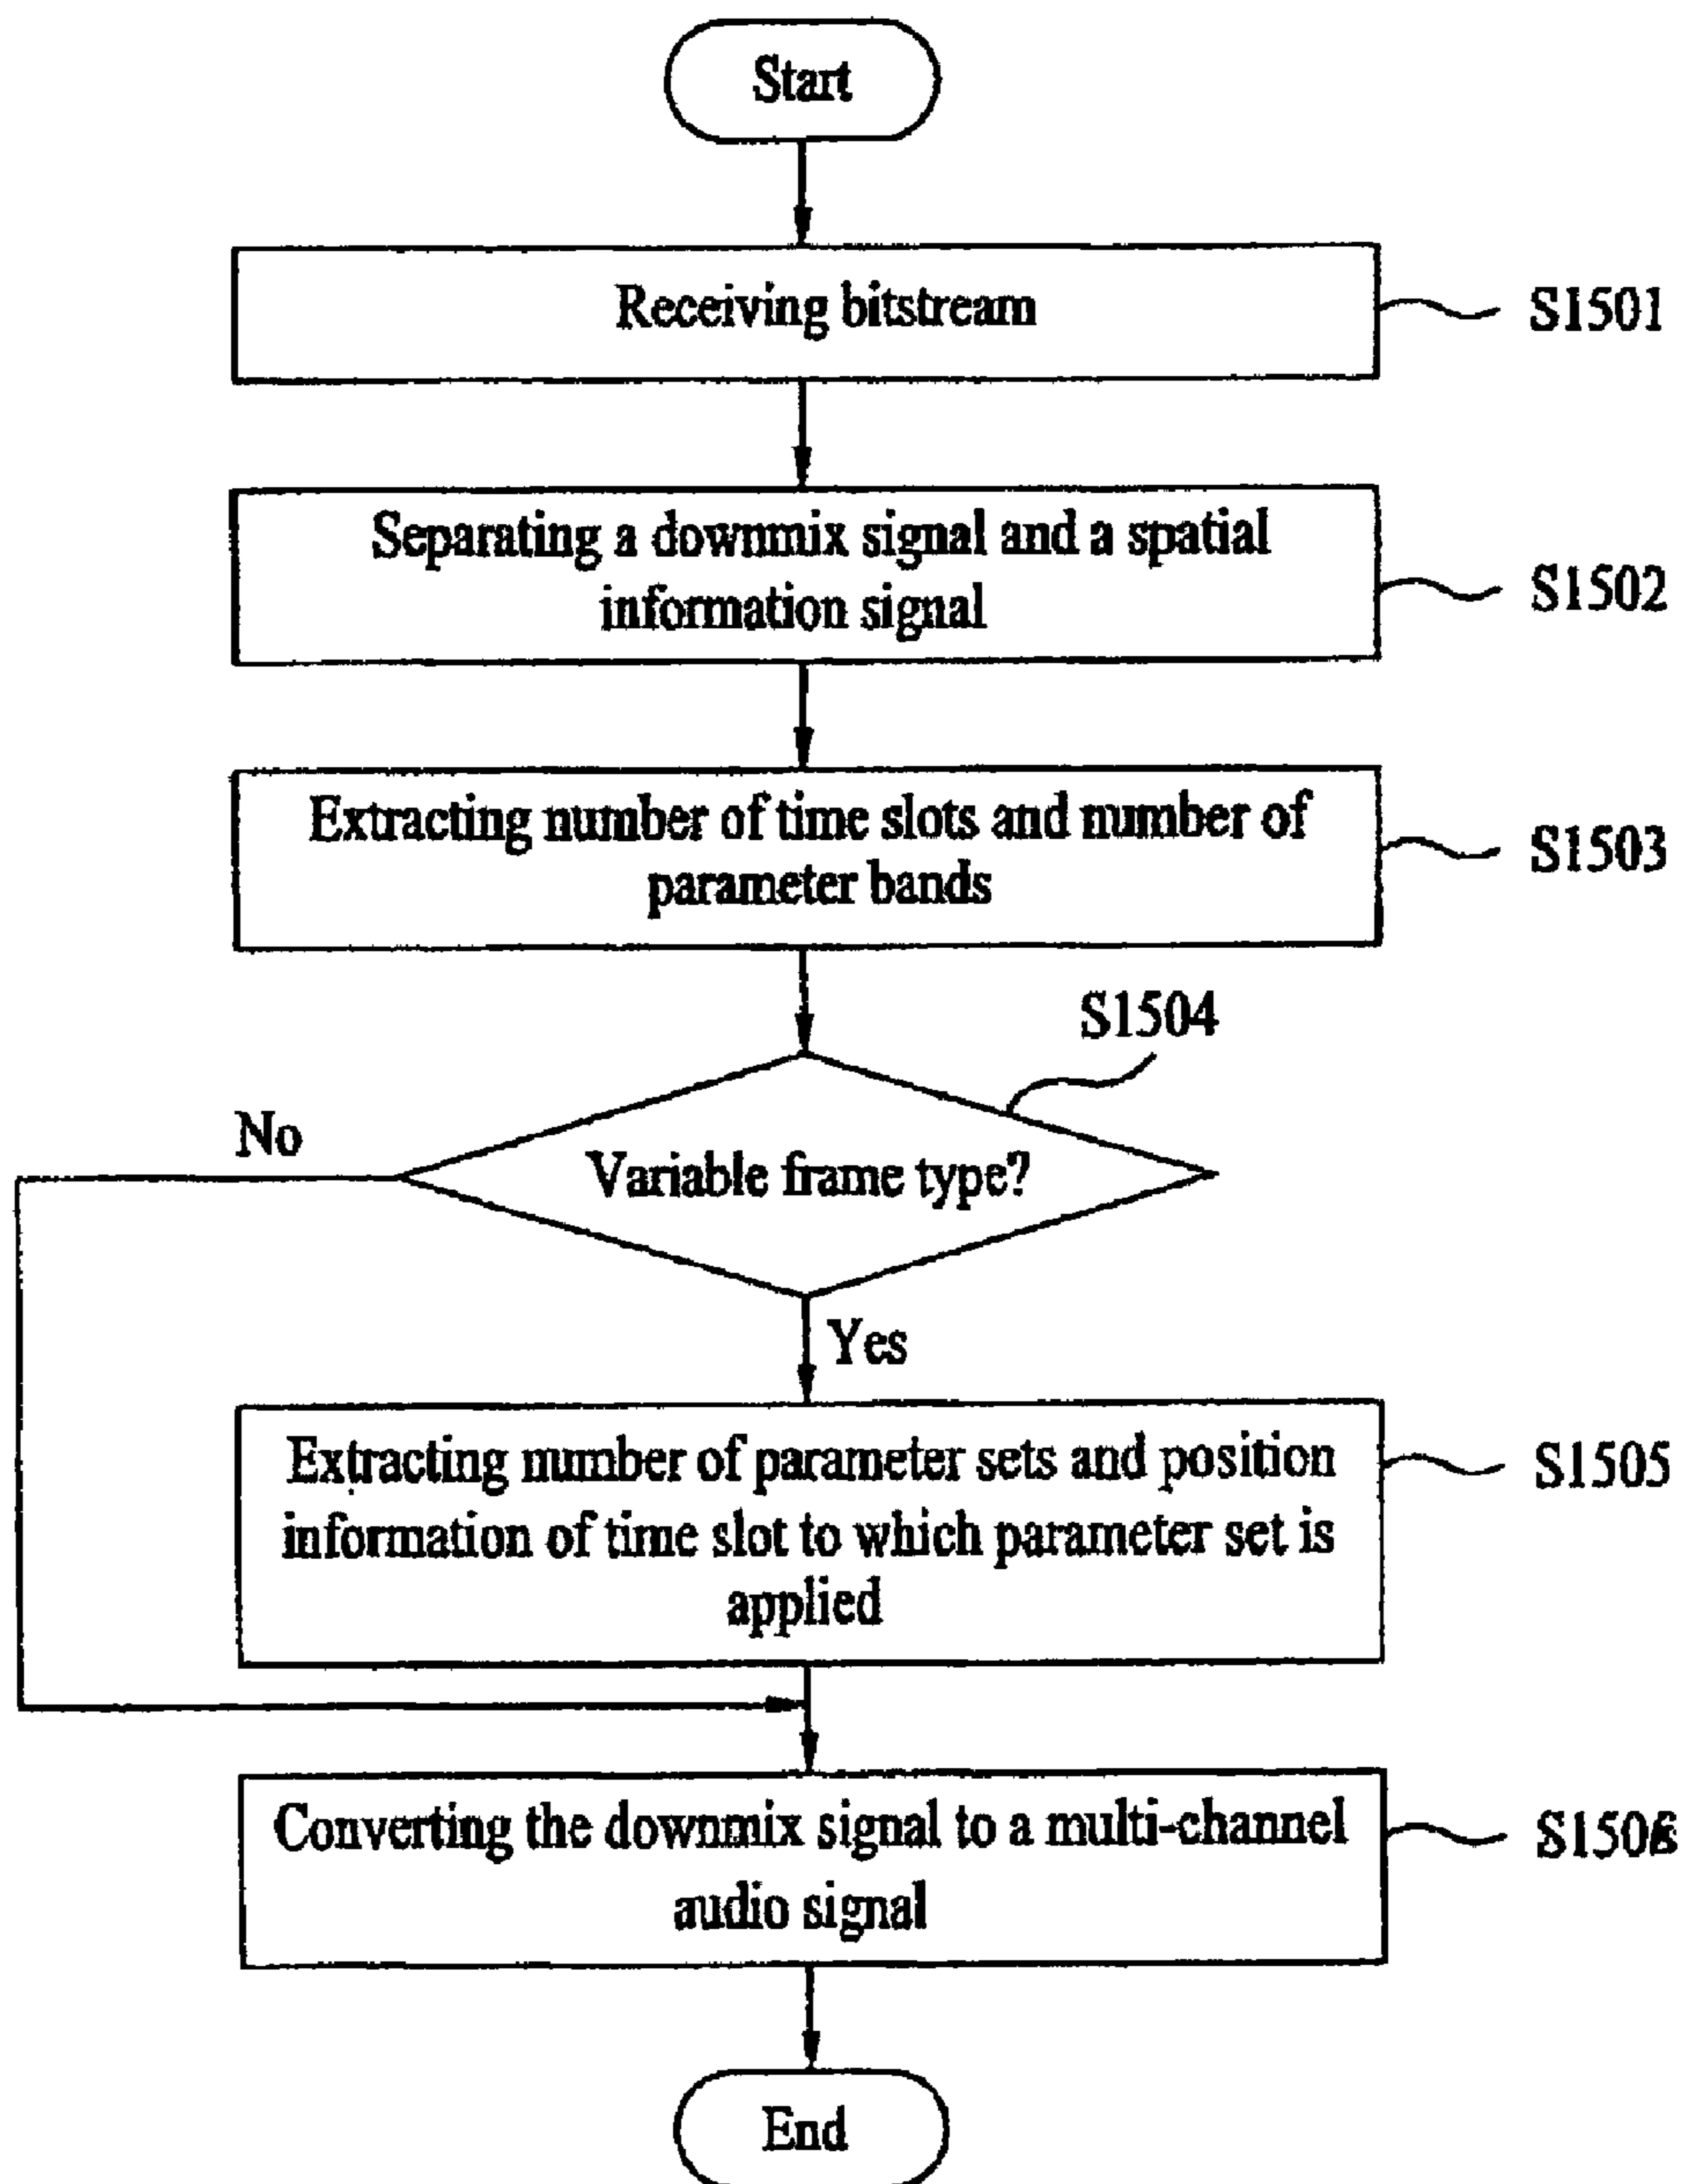 Start
Receiving bitstream
S1501
Separating a downmix signal and a spatial
information signal
S1502
Extracting number of time slots and number of
parameter bands
S1503
S1504
No
Variable frame type?
Yes
Extracting number of parameter sets and position
information of time slot to which parameter set is
applied
S1505
Converting the downmix signal to a multi-channel
audio signal
S1506
End